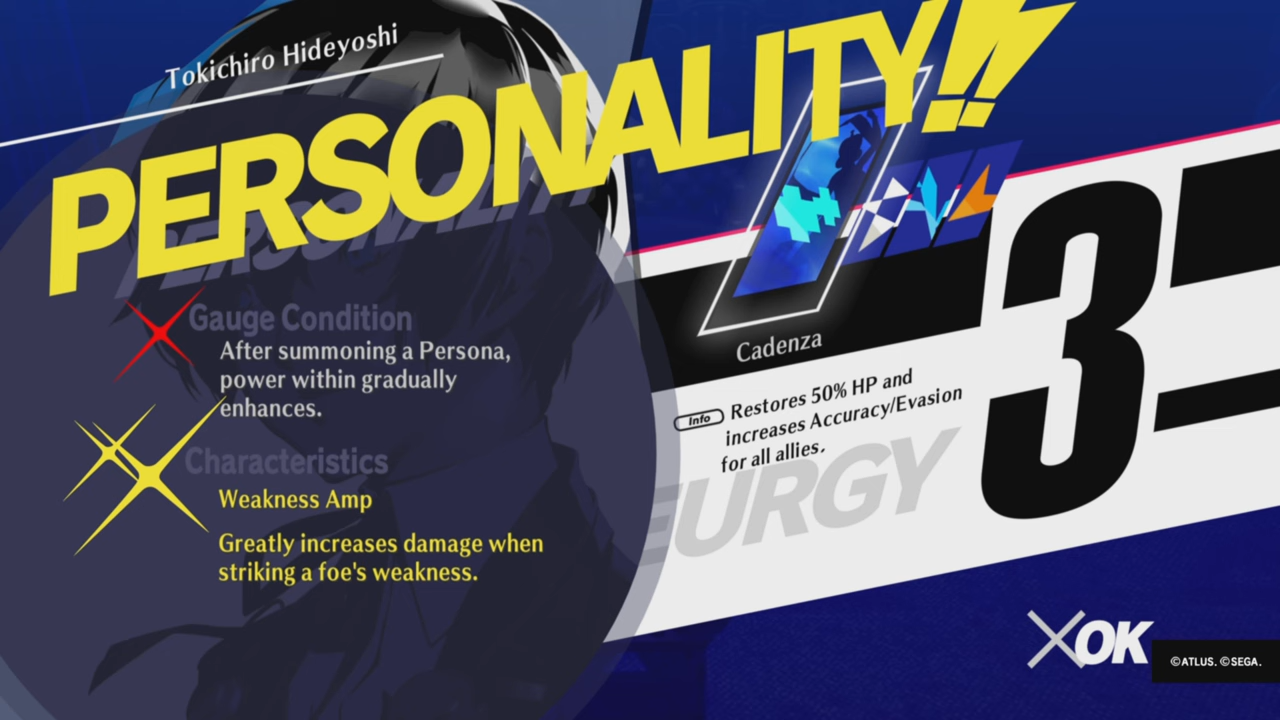 Tokichiro Hideyoshi
PERSONALITY!!
PERSONALITY
Gauge Condition
After summoning a Persona,
power within gradually
enhances.
Characteristics
Weakness Amp
Greatly increases damage when
striking a foe's weakness.
Cadenza
3
Info Restores 50% HP and
increases Accuracy/Evasion
for all allies.
EURGY
OK
©ATLUS. ©SEGA.